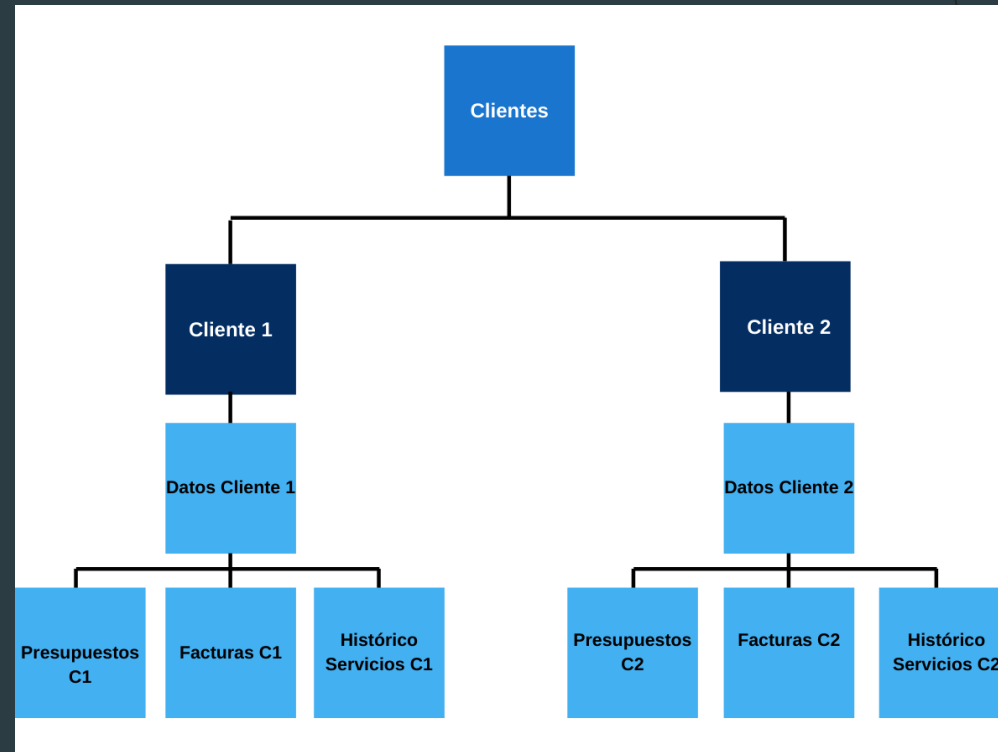 Clientes
Cliente 1
Cliente 2
Datos Cliente 1
Datos Cliente 2
Presupuestos
C1
Facturas C1
Histórico
Servicios C1
Presupuestos
C2
Facturas C2
Histórico
Servicios C2